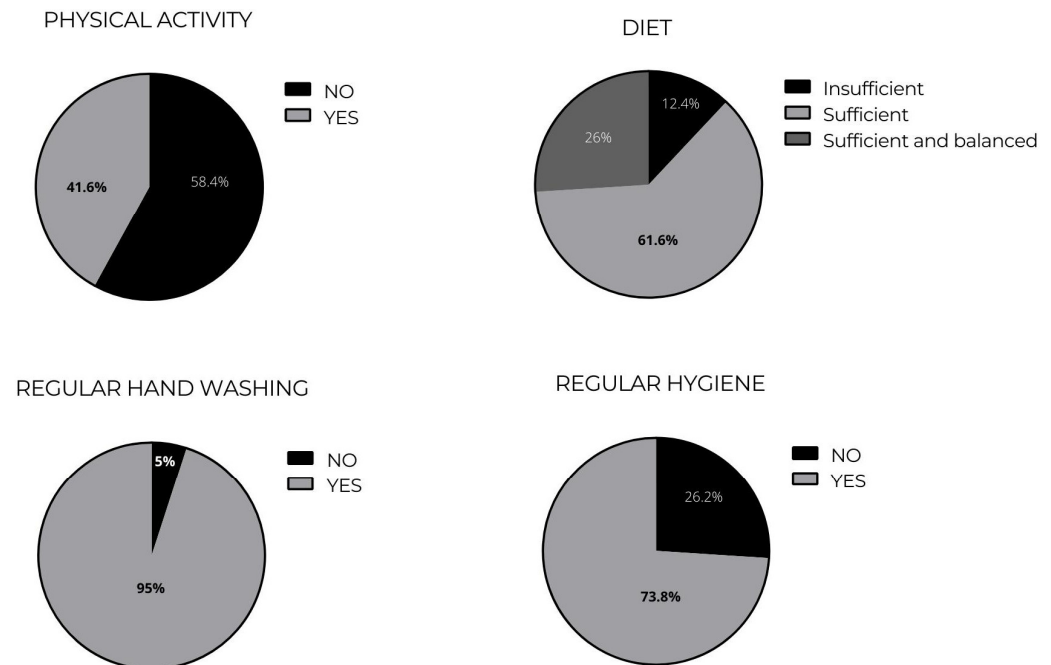 PHYSICAL ACTIVITY
NO
YES
41.6%
58.4%
DIET
Insufficient
Sufficient
Sufficient and balanced
12.4%
26%
61.6%
REGULAR HAND WASHING
NO
YES
5%
95%
REGULAR HYGIENE
NO
YES
26.2%
73.8%